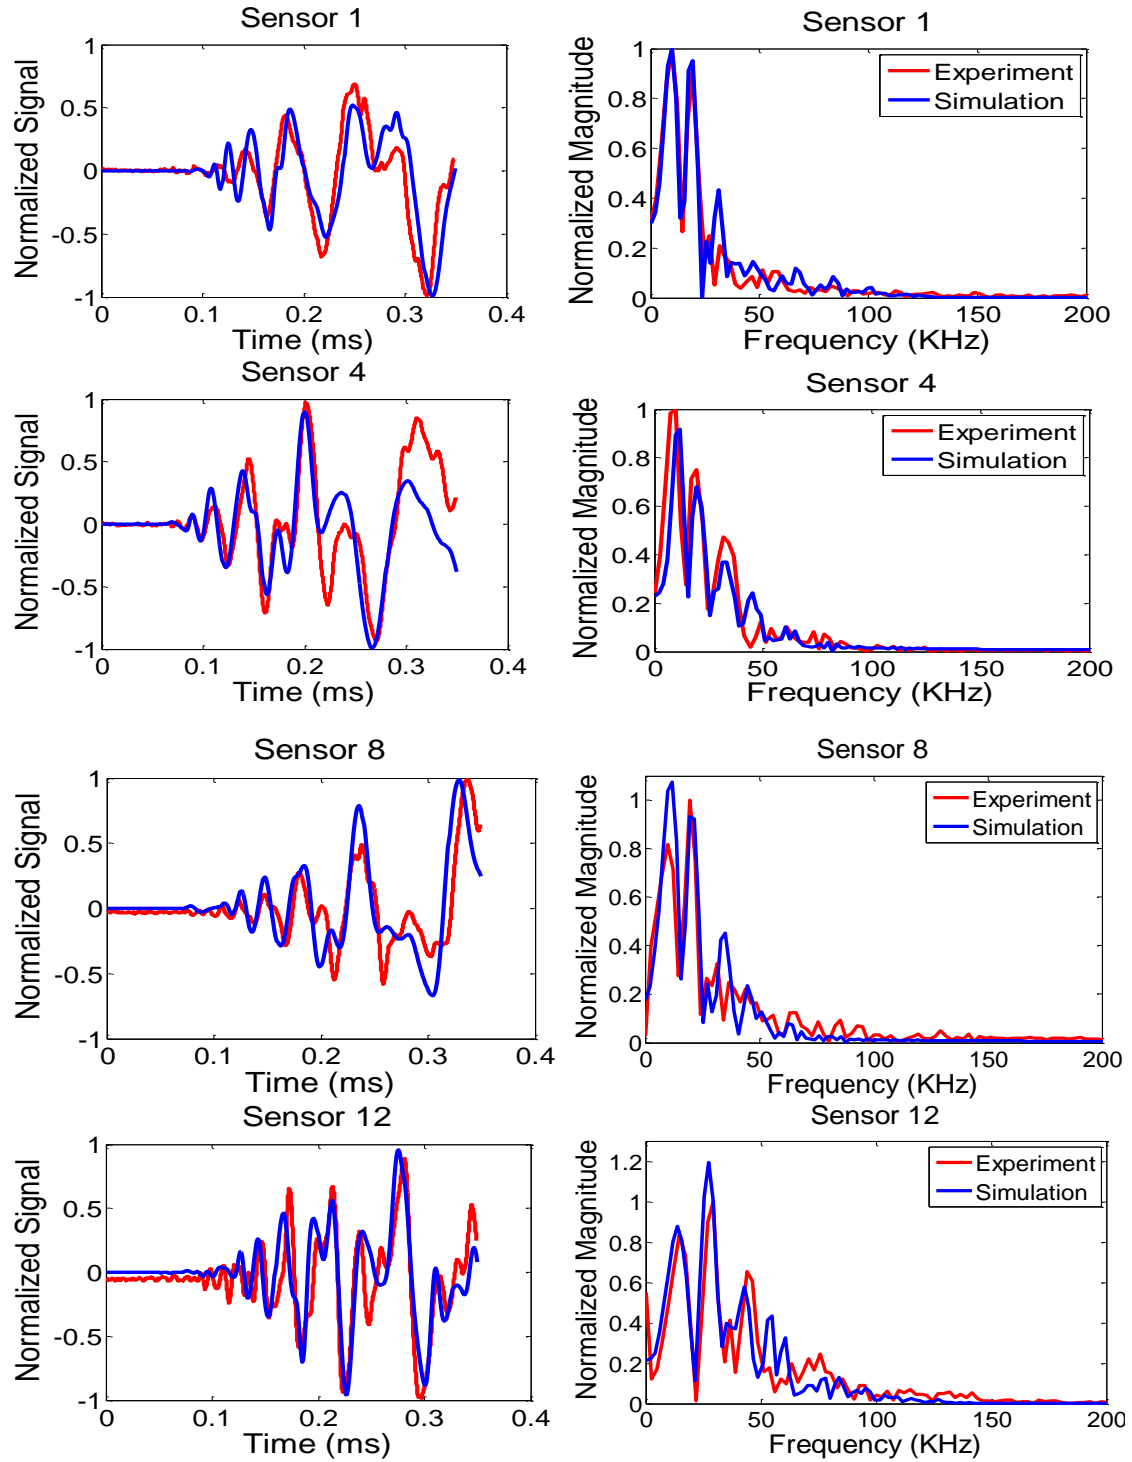 Sensor 1
Normalized Signal
1
0.5
0
-0.5
-1
0 0.1 0.2 0.3 0.4
Time (ms)
Sensor 1
Normalized Magnitude
1
0.8
0.6
0.4
0.2
0
0 50 100 150 200
Frequency (KHz)
Experiment
Simulation
Sensor 4
Normalized Signal
1
0.5
0
-0.5
-1
0 0.1 0.2 0.3 0.4
Time (ms)
Sensor 4
Normalized Magnitude
1
0.8
0.6
0.4
0.2
0
0 50 100 150 200
Frequency (KHz)
Experiment
Simulation
Sensor 8
Normalized Signal
1
0.5
0
-0.5
-1
0 0.1 0.2 0.3 0.4
Time (ms)
Sensor 8
Normalized Magnitude
1
0.8
0.6
0.4
0.2
0
0 50 100 150 200
Frequency (KHz)
Experiment
Simulation
Sensor 12
Normalized Signal
1
0.5
0
-0.5
-1
0 0.1 0.2 0.3 0.4
Time (ms)
Sensor 12
Normalized Magnitude
1.2
1
0.8
0.6
0.4
0.2
0
0 50 100 150 200
Frequency (KHz)
Experiment
Simulation